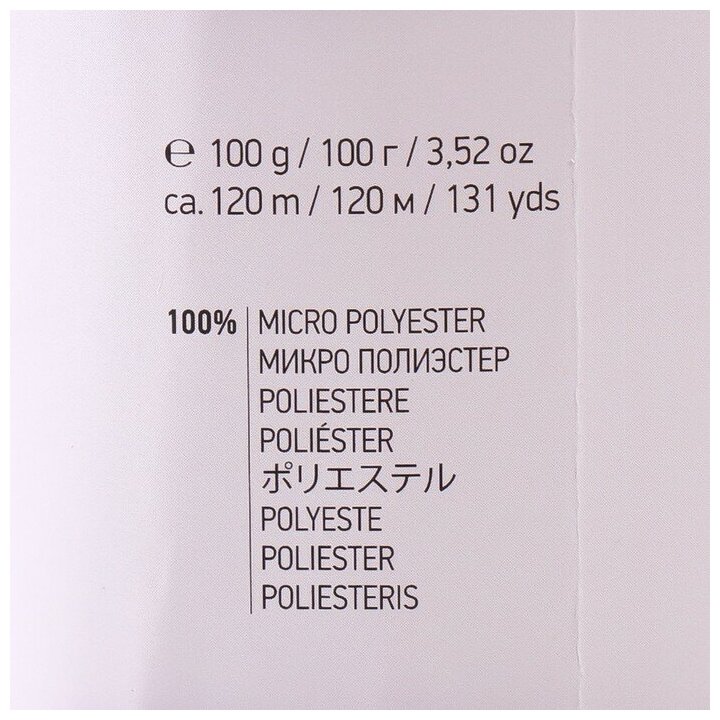 ℮ 100 g / 100 г / 3,52 oz
ca. 120 m / 120 м / 131 yds
100% MICRO POLYESTER
МИКРО ПОЛИЭСТЕР
POLIESTERE
POLIÉSTER
ポリエステル
POLYESTE
POLIESTER
POLIESTERIS